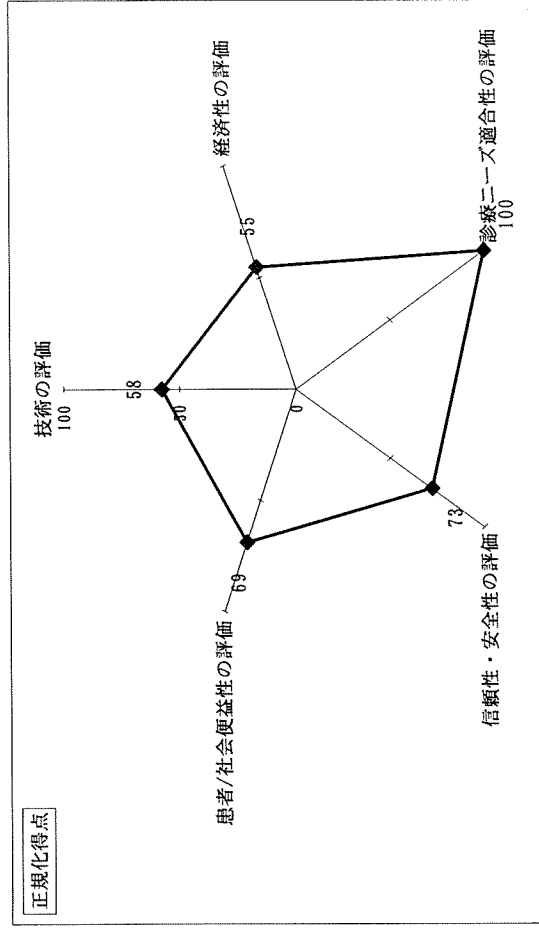 正規化得点
技術の評価
100
58
50
0
経済性の評価
55
診療ニーズ適合性の評価
100
信頼性・安全性の評価
73
患者/社会便益性の評価
69